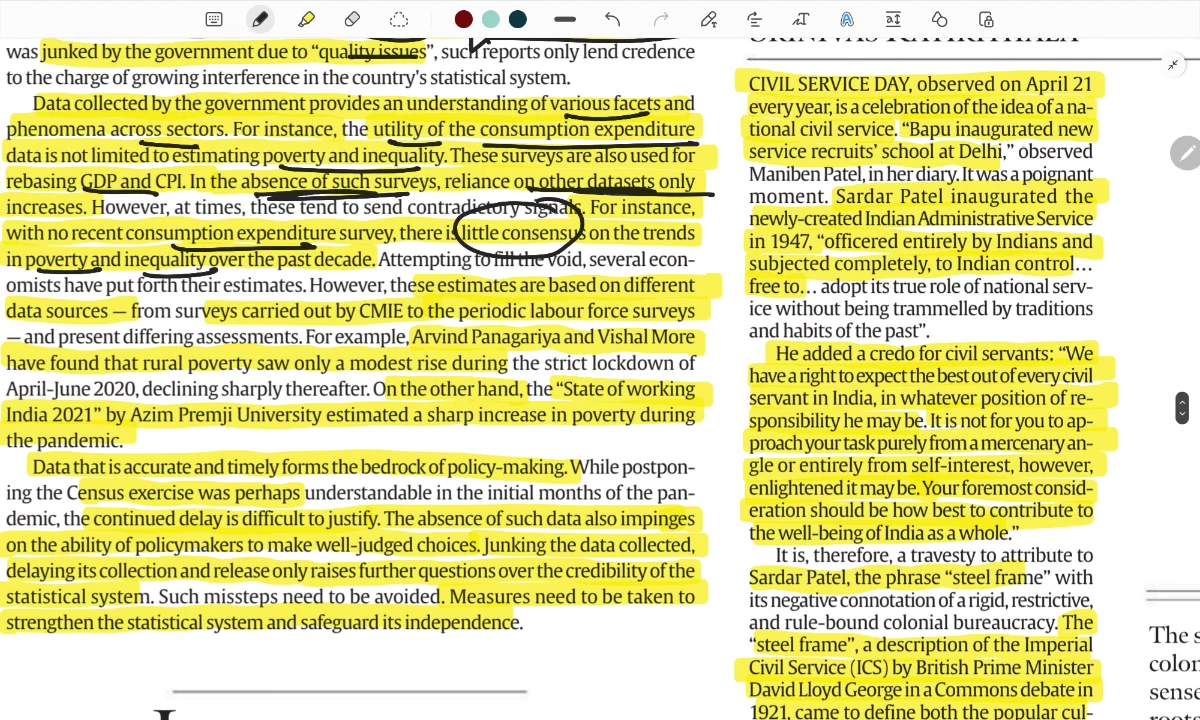 was junked by the government due to “quality issues”, such reports only lend credence
to the charge of growing interference in the country's statistical system.
Data collected by the government provides an understanding of various facets and
phenomena across sectors. For instance, the utility of the consumption expenditure
data is not limited to estimating poverty and inequality. These surveys are also used for
rebasing GDP and CPI. In the absence of such surveys, reliance on other datasets only
increases. However, at times, these tend to send contradictory signals. For instance,
with no recent consumption expenditure survey, there is little consensus on the trends
in poverty and inequality over the past decade. Attempting to fill the void, several econ-
omists have put forth their estimates. However, these estimates are based on different
data sources — from surveys carried out by CMIE to the periodic labour force surveys
— and present differing assessments. For example, Arvind Panagariya and Vishal More
have found that rural poverty saw only a modest rise during the strict lockdown of
April-June 2020, declining sharply thereafter. On the other hand, the “State of working
India 2021” by Azim Premji University estimated a sharp increase in poverty during
the pandemic.
Data that is accurate and timely forms the bedrock of policy-making. While postpon-
ing the Census exercise was perhaps understandable in the initial months of the pan-
demic, the continued delay is difficult to justify. The absence of such data also impinges
on the ability of policymakers to make well-judged choices. Junking the data collected,
delaying its collection and release only raises further questions over the credibility of the
statistical system. Such missteps need to be avoided. Measures need to be taken to
strengthen the statistical system and safeguard its independence.
CIVIL SERVICE DAY, observed on April 21
every year, is a celebration of the idea of a na-
tional civil service. “Bapu inaugurated new
service recruits’ school at Delhi,” observed
Maniben Patel, in her diary. It was a poignant
moment. Sardar Patel inaugurated the
newly-created Indian Administrative Service
in 1947, “officered entirely by Indians and
subjected completely, to Indian control…
free to… adopt its true role of national serv-
ice without being trammelled by traditions
and habits of the past”.
He added a credo for civil servants: “We
have a right to expect the best out of every civil
servant in India, in whatever position of re-
sponsibility he may be. It is not for you to ap-
proach your task purely from a mercenary an-
gle or entirely from self-interest, however,
enlightened it may be. Your foremost consid-
eration should be how best to contribute to
the well-being of India as a whole.”
It is, therefore, a travesty to attribute to
Sardar Patel, the phrase “steel frame” with
its negative connotation of a rigid, restrictive,
and rule-bound colonial bureaucracy. The
“steel frame”, a description of the Imperial
Civil Service (ICS) by British Prime Minister
David Lloyd George in a Commons debate in
1921, came to define both the popular cul-
The s
colon
sense